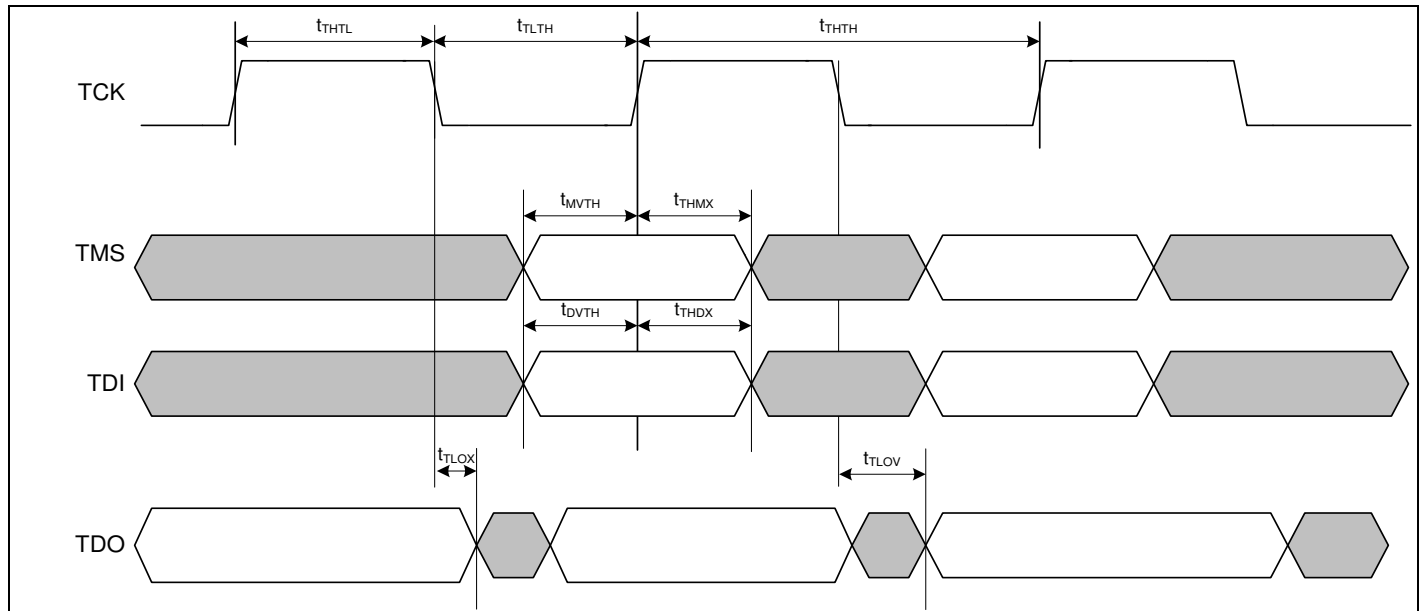 tTHTL tTLTH tTHTH
TCK
tMVTH tTHMX
TMS
tDVTH tTHDX
TDI
tTLOX tTLOV
TDO